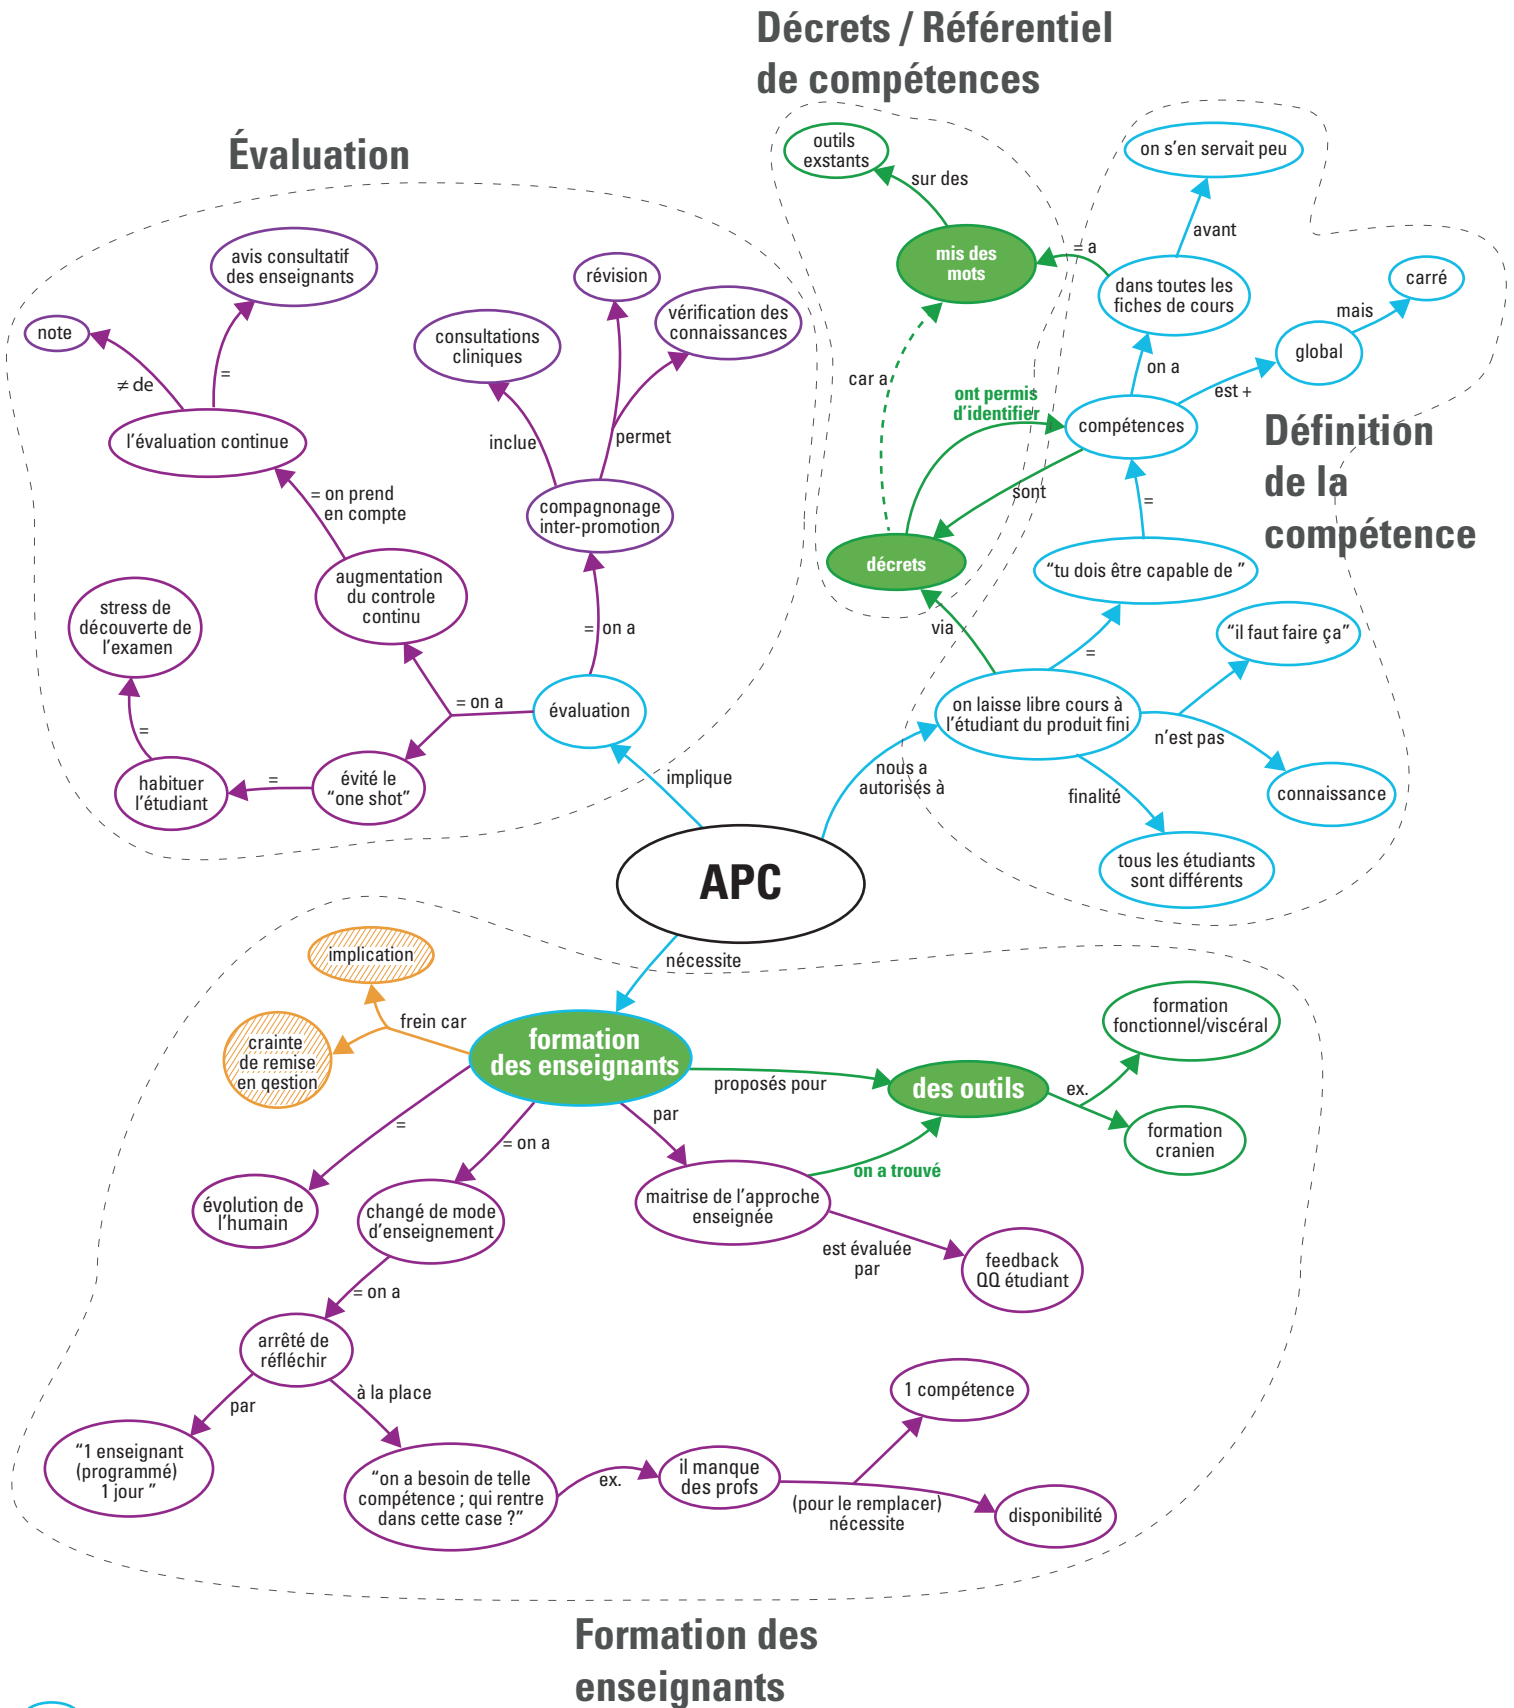 Décrets / Référentiel
de compétences
Évaluation
outils
exstants
sur des
on s'en servait peu
avant
mis des
mots
= a
dans toutes les
fiches de cours
carré
mais
global
on a
est +
car a
ont permis
d'identifier
compétences
Définition
de la
compétence
sont
=
décrets
“tu dois être capable de ”
via
=
“il faut faire ça”
on laisse libre cours à
l'étudiant du produit fini
n'est pas
connaissance
finalité
tous les étudiants
sont différents
nous a
autorisés à
avis consultatif
des enseignants
note
≠ de
=
l'évaluation continue
révision
vérification des
connaissances
consultations
cliniques
inclue
permet
compagnonage
inter-promotion
= on prend
en compte
augmentation
du controle
continu
= on a
stress de
découverte de
l'examen
= on a
évaluation
=
habituer
l'étudiant
=
évité le
“one shot”
implique
APC
nécessite
implication
frein car
crainte
de remise
en qestion
formation
des enseignants
proposés pour
des outils
ex.
formation
fonctionnel/viscéral
formation
cranien
par
on a trouvé
=
= on a
évolution de
l'humain
changé de mode
d'enseignement
maitrise de l'approche
enseignée
est évaluée
par
feedback
QQ étudiant
= on a
arrêté de
réfléchir
par
à la place
“1 enseignant
(programmé)
1 jour ”
“on a besoin de telle
compétence ; qui rentre
dans cette case ?”
ex.
il manque
des profs
1 compétence
(pour le remplacer)
nécessite
disponibilité
Formation des
enseignants